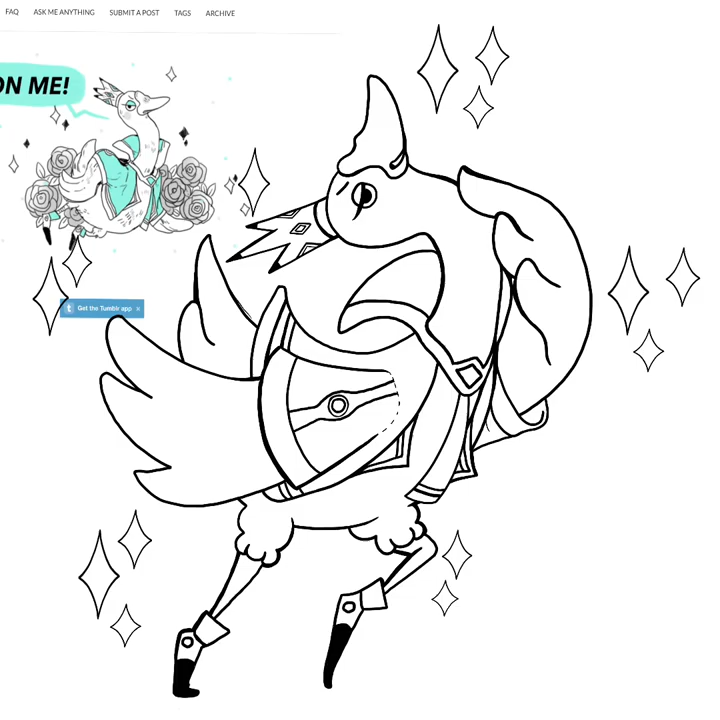 FAQ ASK ME ANYTHING SUBMIT A POST TAGS ARCHIVE
ON ME!
Get the Tumblr app ×